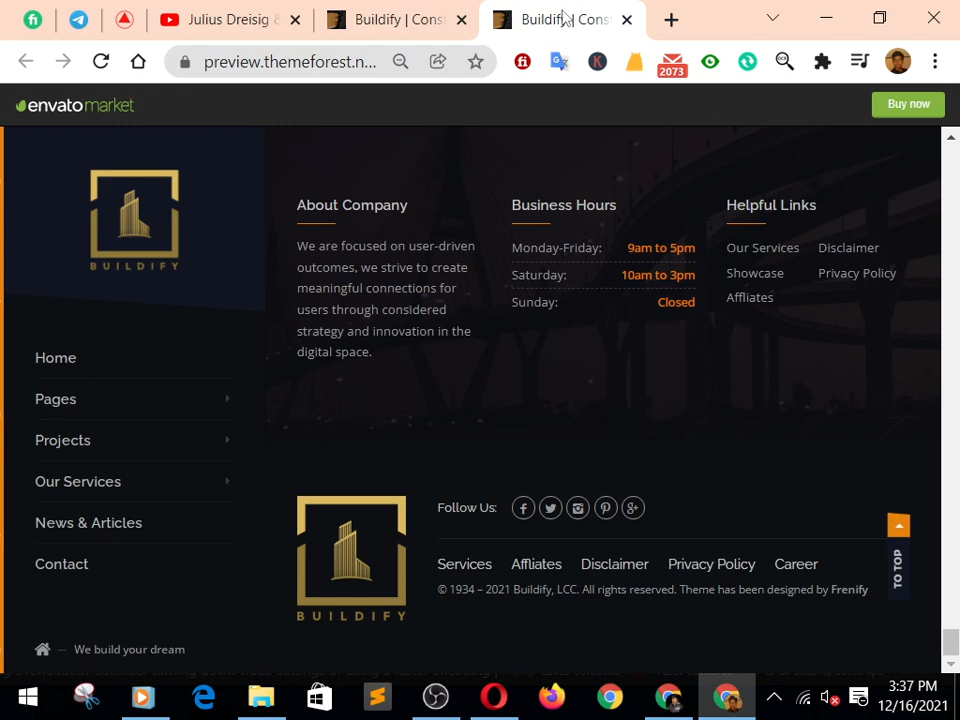 Julius Dreisig &
Buildify | Cons
Buildify | Cons
preview.themeforest.n...
2073
envatomarket
Buy now
BUILDIFY
Home
Pages
Projects
Our Services
News & Articles
Contact
We build your dream
About Company
We are focused on user-driven
outcomes, we strive to create
meaningful connections for
users through considered
strategy and innovation in the
digital space.
Business Hours
Monday-Friday: 9am to 5pm
Saturday: 10am to 3pm
Sunday: Closed
Helpful Links
Our Services Disclaimer
Showcase Privacy Policy
Affliates
BUILDIFY
Follow Us:
Services Affliates Disclaimer Privacy Policy Career
© 1934 – 2021 Buildify, LCC. All rights reserved. Theme has been designed by Frenify
TO TOP
3:37 PM
12/16/2021